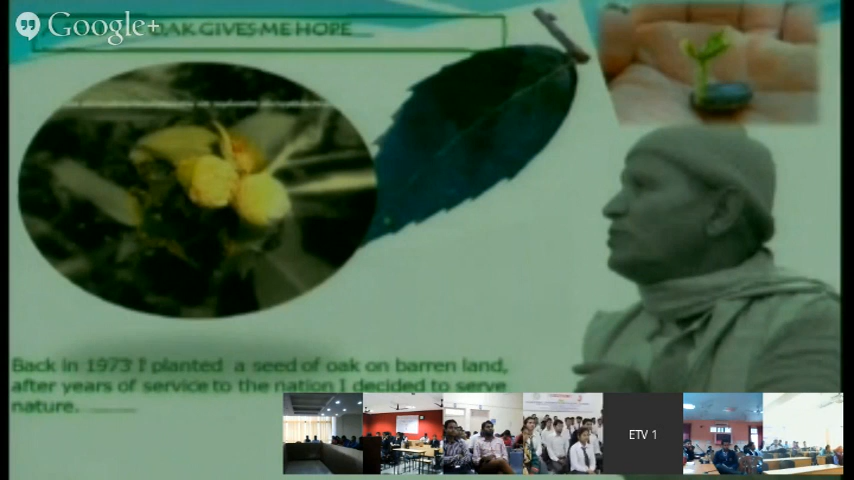 Google+
OAK GIVES ME HOPE
Back in 1973 I planted a seed of oak on barren land,
after years of service to the nation I decided to serve
nature.
ETV 1